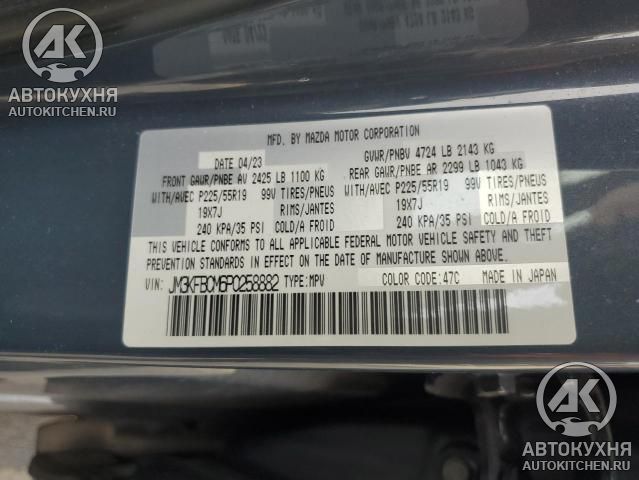 АК
АВТОКУХНЯ
AUTOKITCHEN.RU
MFD. BY MAZDA MOTOR CORPORATION
DATE 04/23 GVWR/PNBV 4724 LB 2143 KG
FRONT GAWR/PNBE AV 2425 LB 1100 KG REAR GAWR/PNBE AR 2299 LB 1043 KG
WITH/AVEC P225/55R19 99V TIRES/PNEUS WITH/AVEC P225/55R19 99V TIRES/PNEUS
19X7J RIMS/JANTES 19X7J RIMS/JANTES
240 KPA/35 PSI COLD/A FROID 240 KPA/35 PSI COLD/A FROID
THIS VEHICLE CONFORMS TO ALL APPLICABLE FEDERAL MOTOR VEHICLE SAFETY AND THEFT
PREVENTION STANDARDS IN EFFECT ON THE DATE OF MANUFACTURE SHOWN ABOVE.
VIN: JM3KFBCM6P0258882 TYPE:MPV COLOR CODE:47C MADE IN JAPAN
АК
АВТОКУХНЯ
AUTOKITCHEN.RU